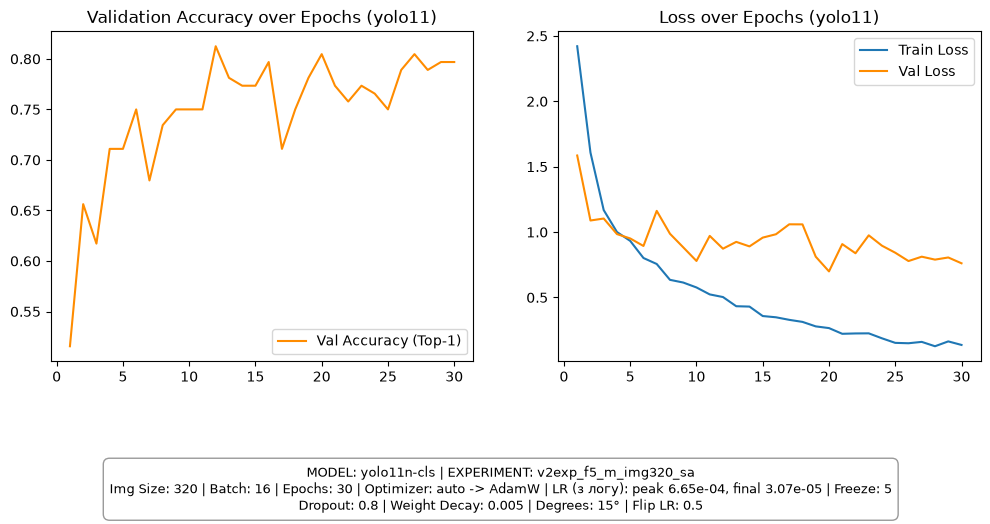 Validation Accuracy over Epochs (yolo11)
0.80
0.75
0.70
0.65
0.60
0.55
0 5 10 15 20 25 30
Val Accuracy (Top-1)
Loss over Epochs (yolo11)
2.5
2.0
1.5
1.0
0.5
0 5 10 15 20 25 30
Train Loss
Val Loss
MODEL: yolo11n-cls | EXPERIMENT: v2exp_f5_m_img320_sa
Img Size: 320 | Batch: 16 | Epochs: 30 | Optimizer: auto -> AdamW | LR (з логу): peak 6.65e-04, final 3.07e-05 | Freeze: 5
Dropout: 0.8 | Weight Decay: 0.005 | Degrees: 15° | Flip LR: 0.5